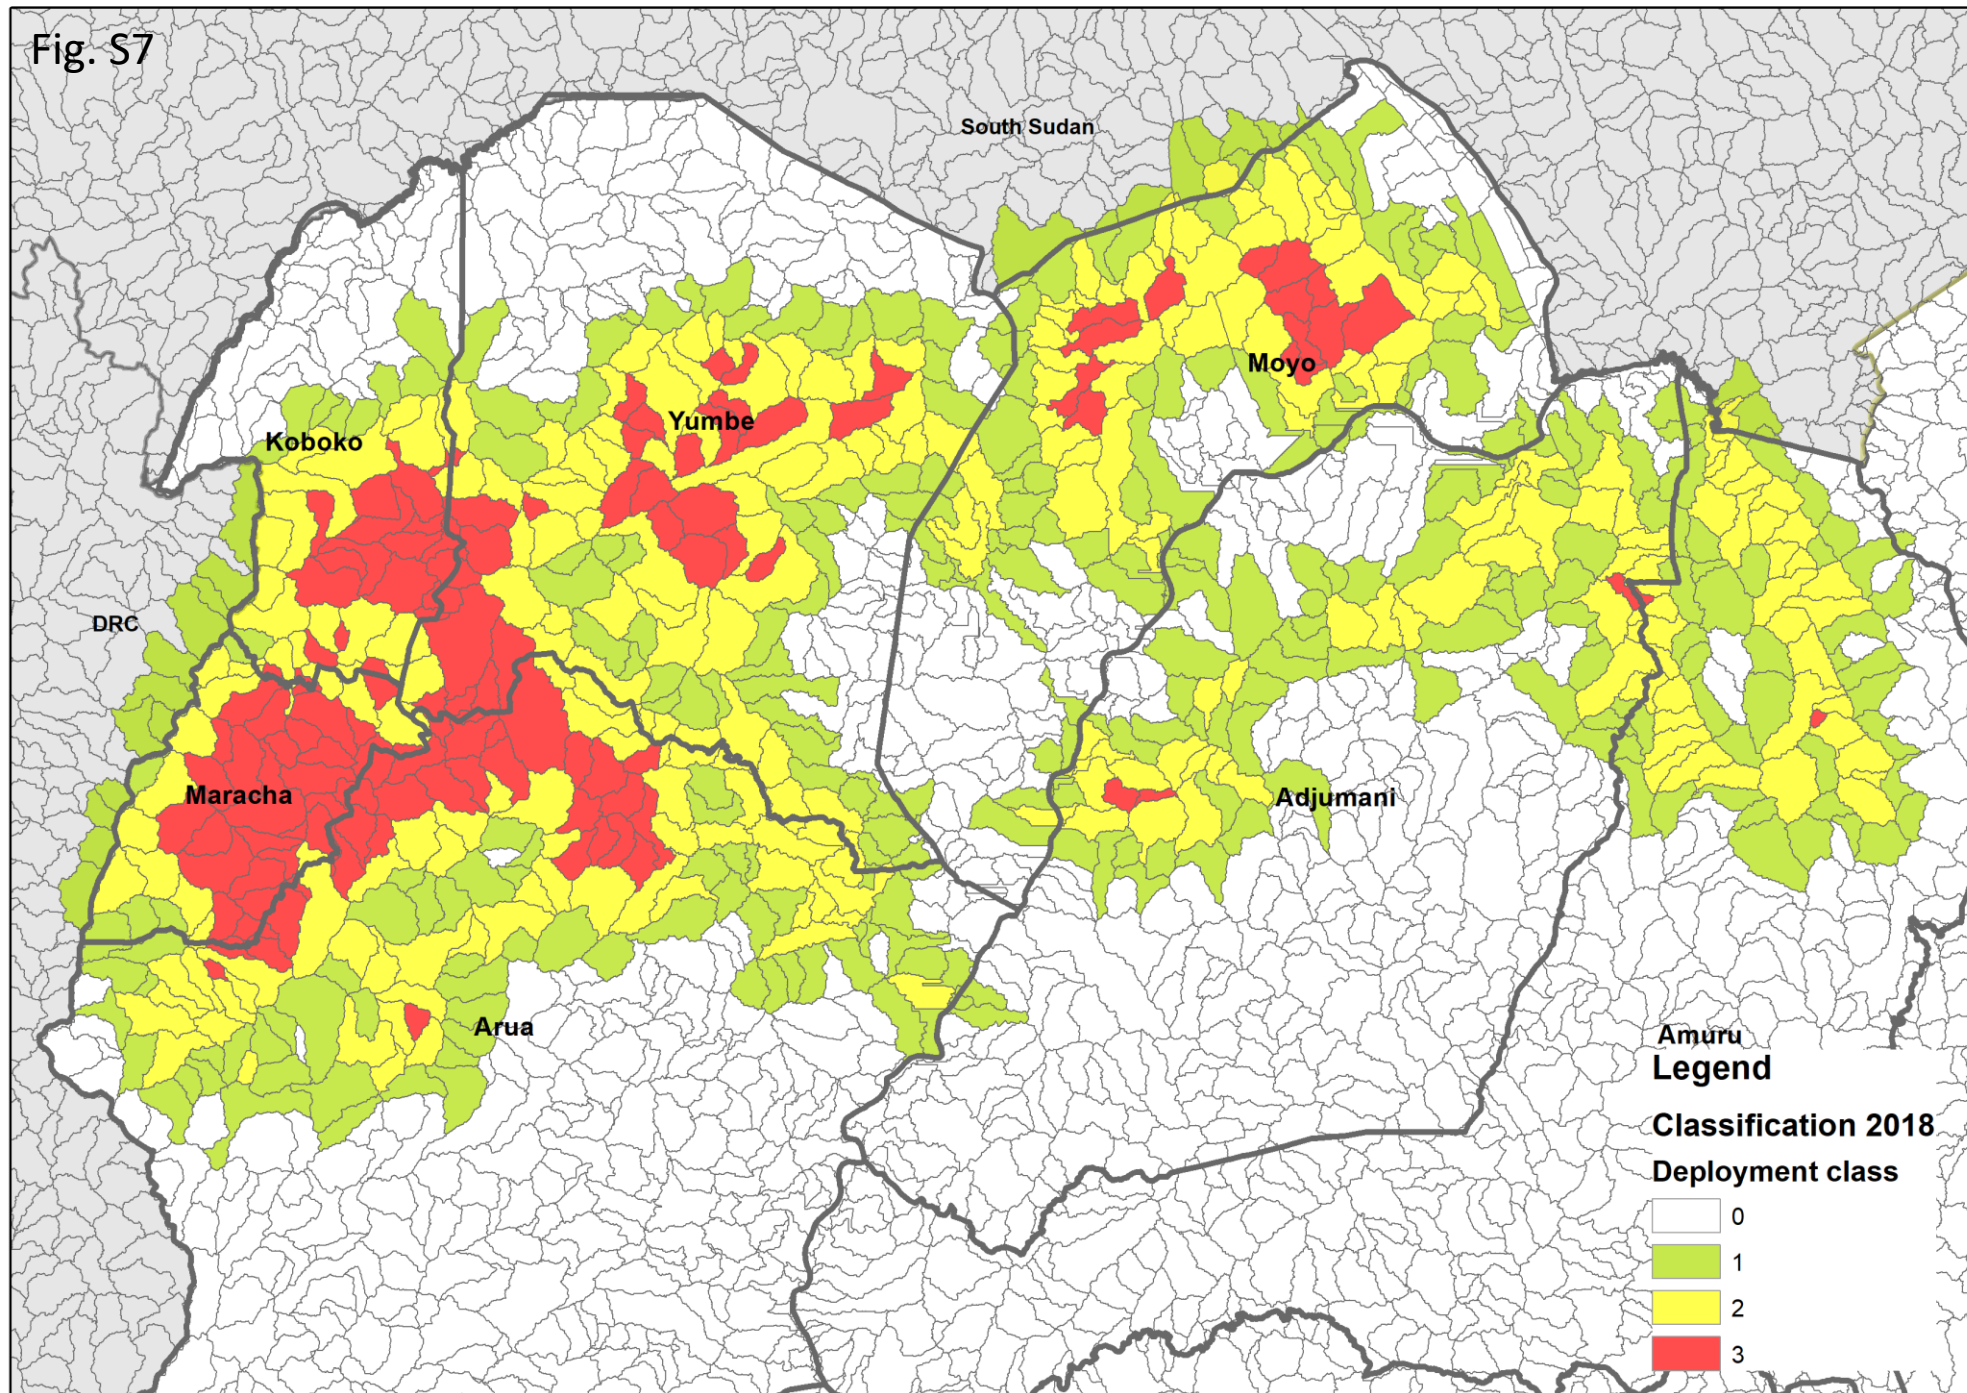 Fig. S7
South Sudan
Moyo
Yumbe
Koboko
DRC
Maracha
Adjumani
Arua
Amuru
Legend
Classification 2018
Deployment class
0
1
2
3